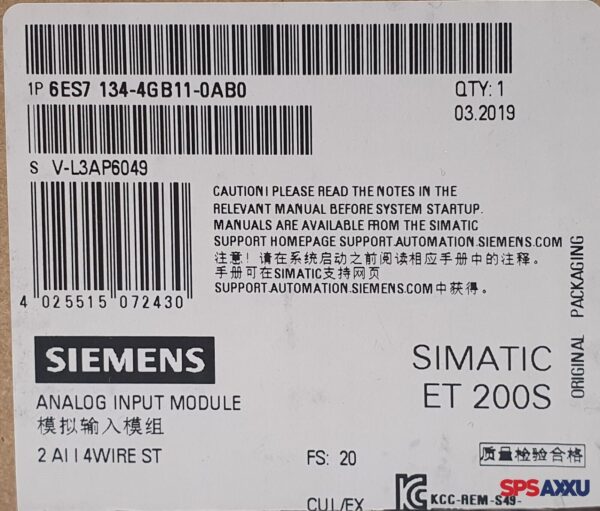 1P 6ES7 134-4GB11-0AB0
QTY: 1
03.2019
S V-L3AP6049
CAUTION! PLEASE READ THE NOTES IN THE
RELEVANT MANUAL BEFORE SYSTEM STARTUP.
MANUALS ARE AVAILABLE FROM THE SIMATIC
SUPPORT HOMEPAGE SUPPORT.AUTOMATION.SIEMENS.COM
注意！请在系统启动之前阅读相应手册中的注释。
手册可在SIMATIC支持网页
SUPPORT.AUTOMATION.SIEMENS.COM中获得。
4 025515 072430
ORIGINAL PACKAGING
SIEMENS
SIMATIC
ET 200S
ANALOG INPUT MODULE
模拟输入模组
2 AI I 4WIRE ST
FS: 20
质量检验合格
CUL/EX
KCC-REM-S49-
SPSAXXU